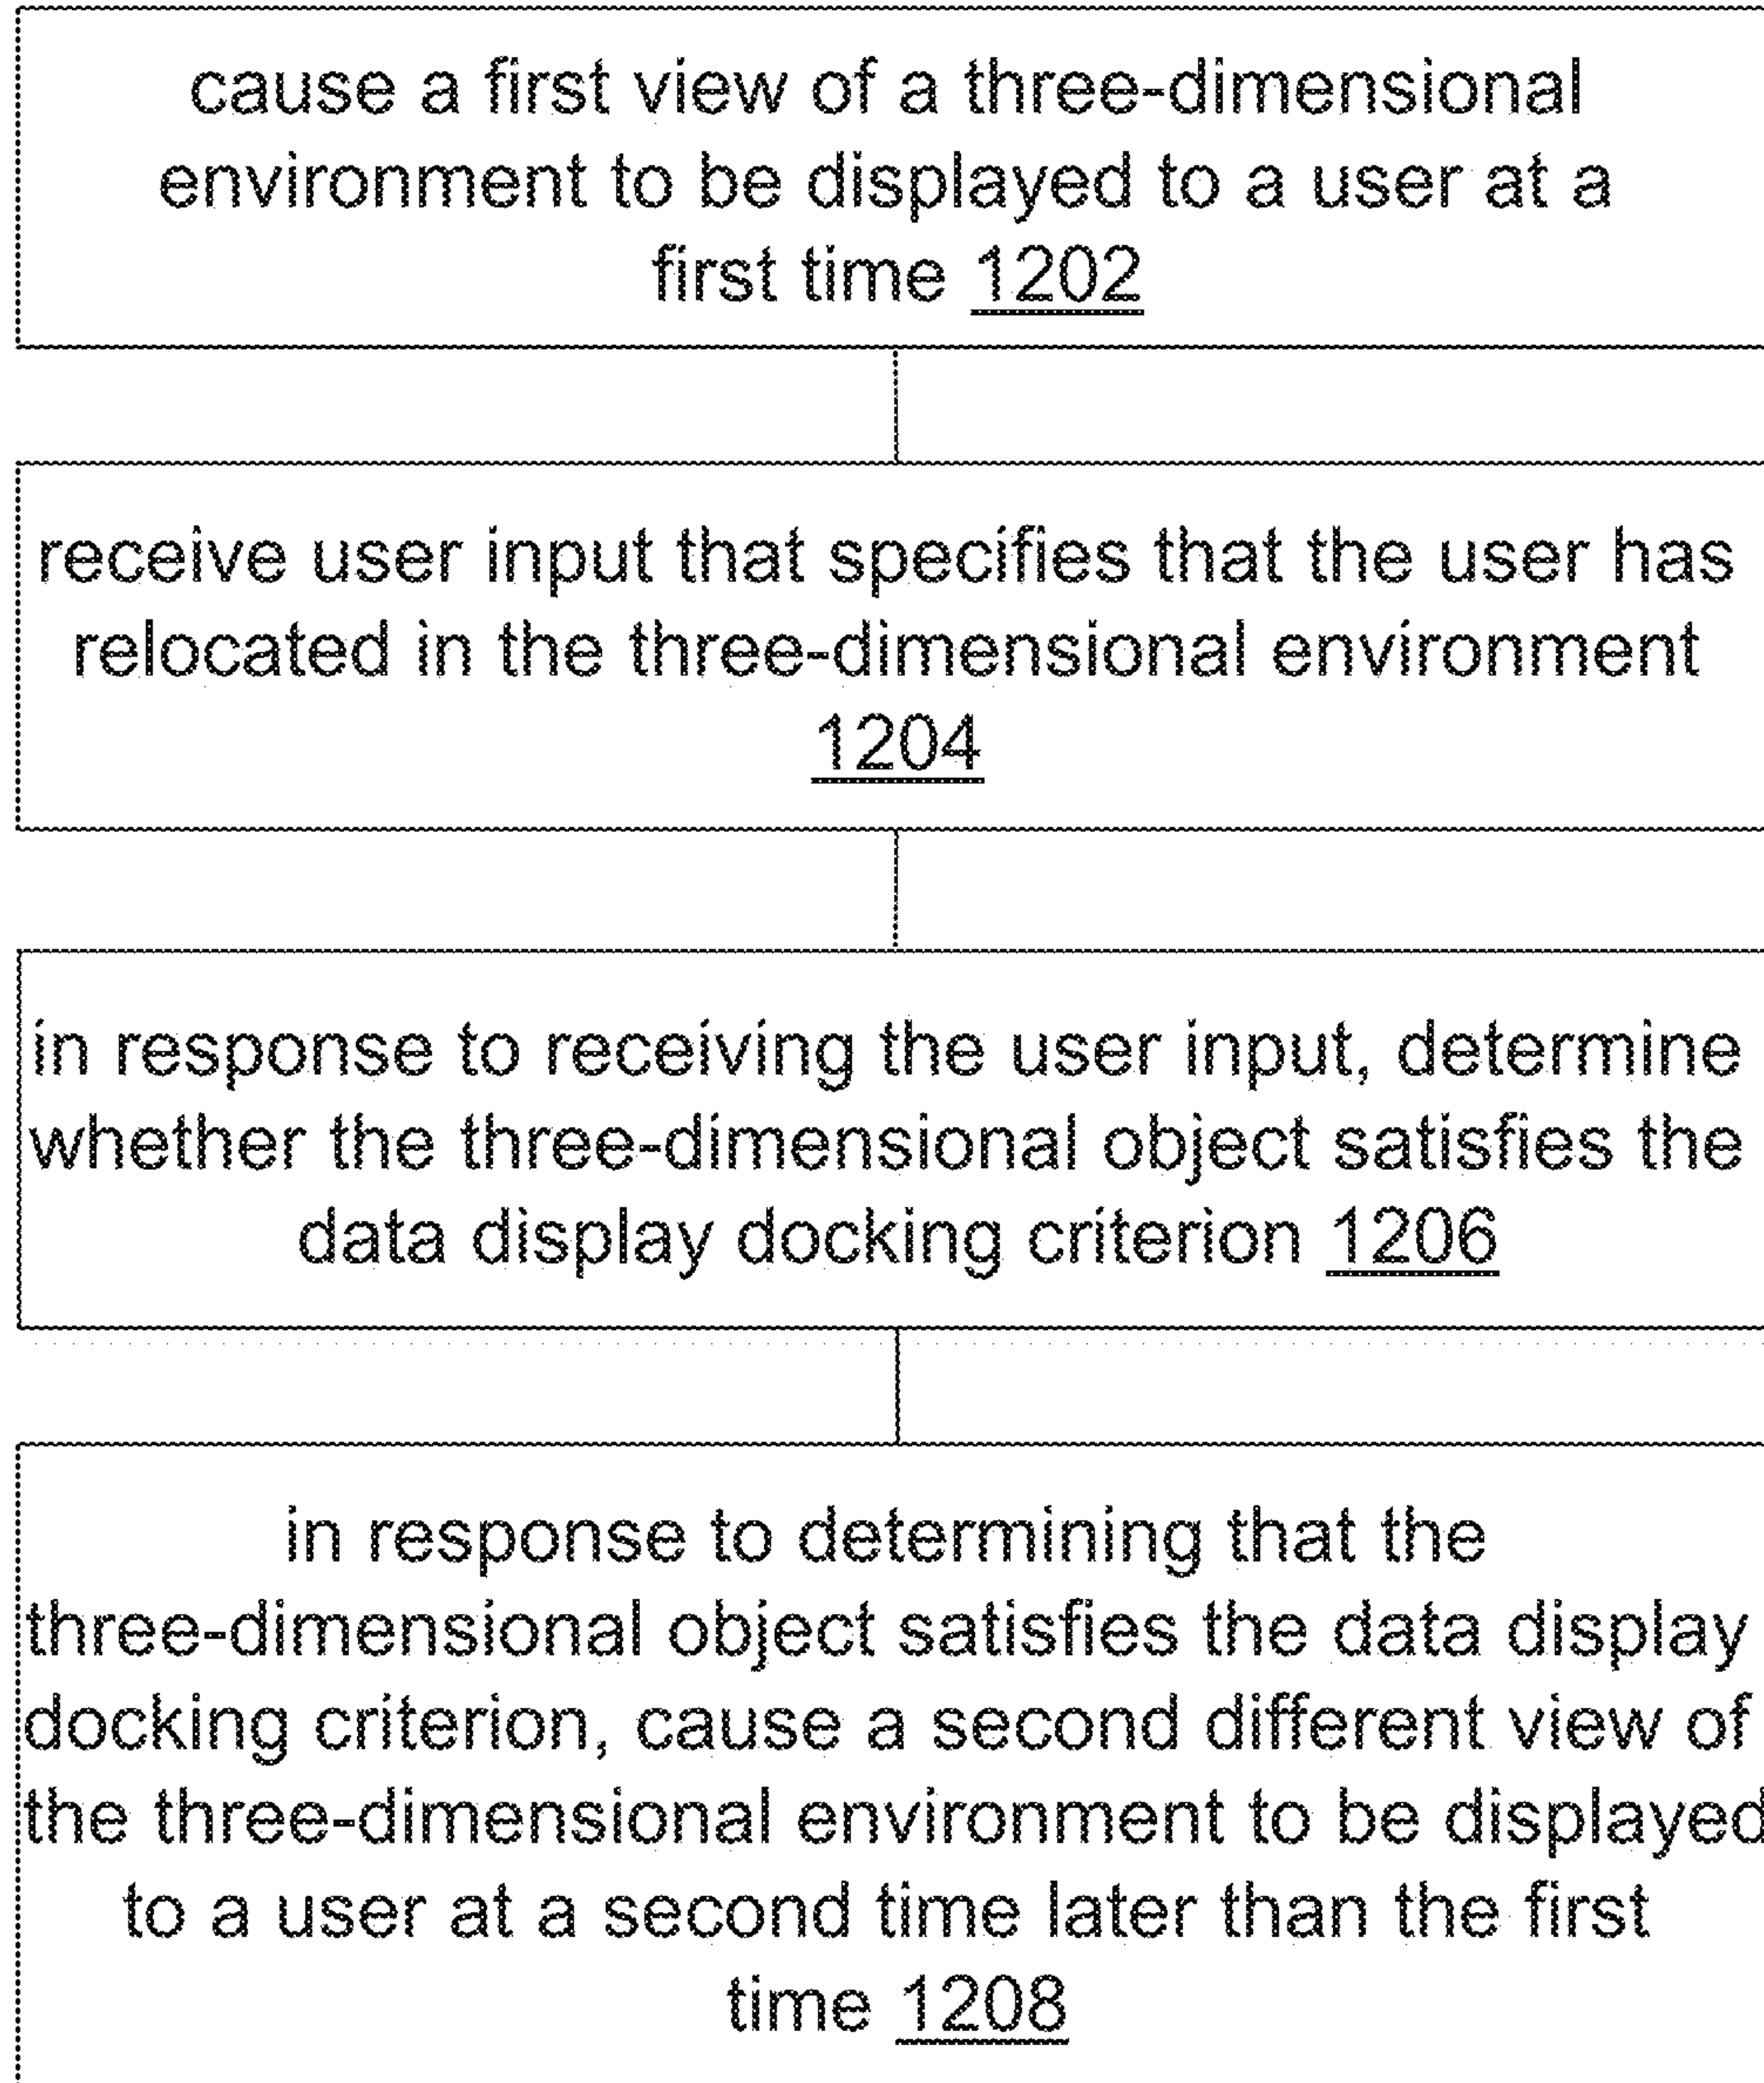 cause a first view of a three-dimensional
environment to be displayed to a user at a
first time 1202
receive user input that specifies that the user has
relocated in the three-dimensional environment
1204
in response to receiving the user input, determine
whether the three-dimensional object satisfies the
data display docking criterion 1206
in response to determining that the
three-dimensional object satisfies the data display
docking criterion, cause a second different view of
the three-dimensional environment to be displayed
to a user at a second time later than the first
time 1208